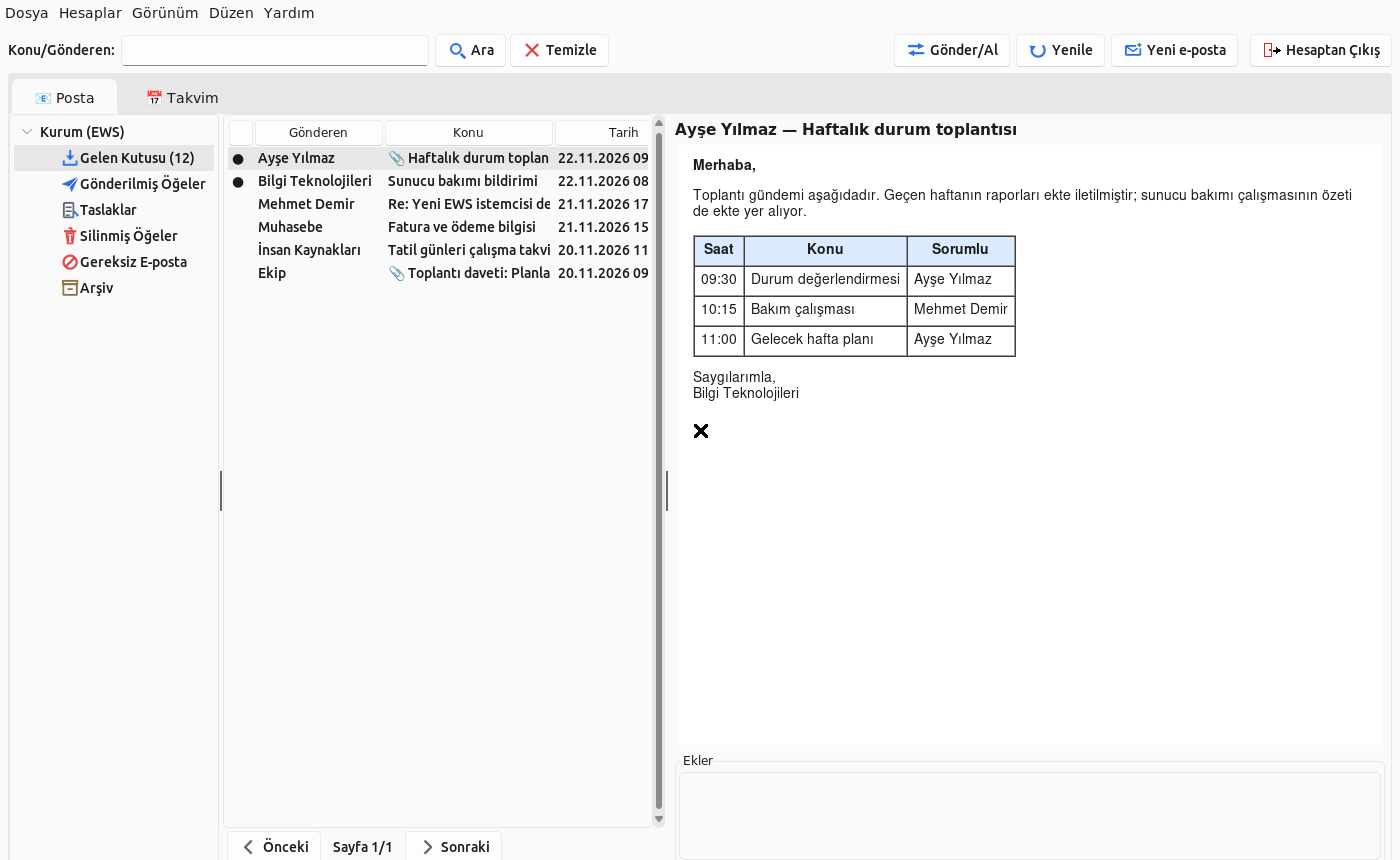 Dosya Hesaplar Görünüm Düzen Yardım
Konu/Gönderen: Ara Temizle Gönder/Al Yenile Yeni e-posta Hesaptan Çıkış
Posta Takvim
Kurum (EWS)
Gelen Kutusu (12)
Gönderilmiş Öğeler
Taslaklar
Silinmiş Öğeler
Gereksiz E-posta
Arşiv
Gönderen Konu Tarih
Ayşe Yılmaz Haftalık durum toplan 22.11.2026 09
Bilgi Teknolojileri Sunucu bakımı bildirimi 22.11.2026 08
Mehmet Demir Re: Yeni EWS istemcisi de 21.11.2026 17
Muhasebe Fatura ve ödeme bilgisi 21.11.2026 15
İnsan Kaynakları Tatil günleri çalışma takvi 20.11.2026 11
Ekip Toplantı daveti: Planla 20.11.2026 09
Önceki Sayfa 1/1 Sonraki
Ayşe Yılmaz — Haftalık durum toplantısı
Merhaba,
Toplantı gündemi aşağıdadır. Geçen haftanın raporları ekte iletilmiştir; sunucu bakımı çalışmasının özeti
de ekte yer alıyor.
Saat Konu Sorumlu
09:30 Durum değerlendirmesi Ayşe Yılmaz
10:15 Bakım çalışması Mehmet Demir
11:00 Gelecek hafta planı Ayşe Yılmaz
Saygılarımla,
Bilgi Teknolojileri
Ekler